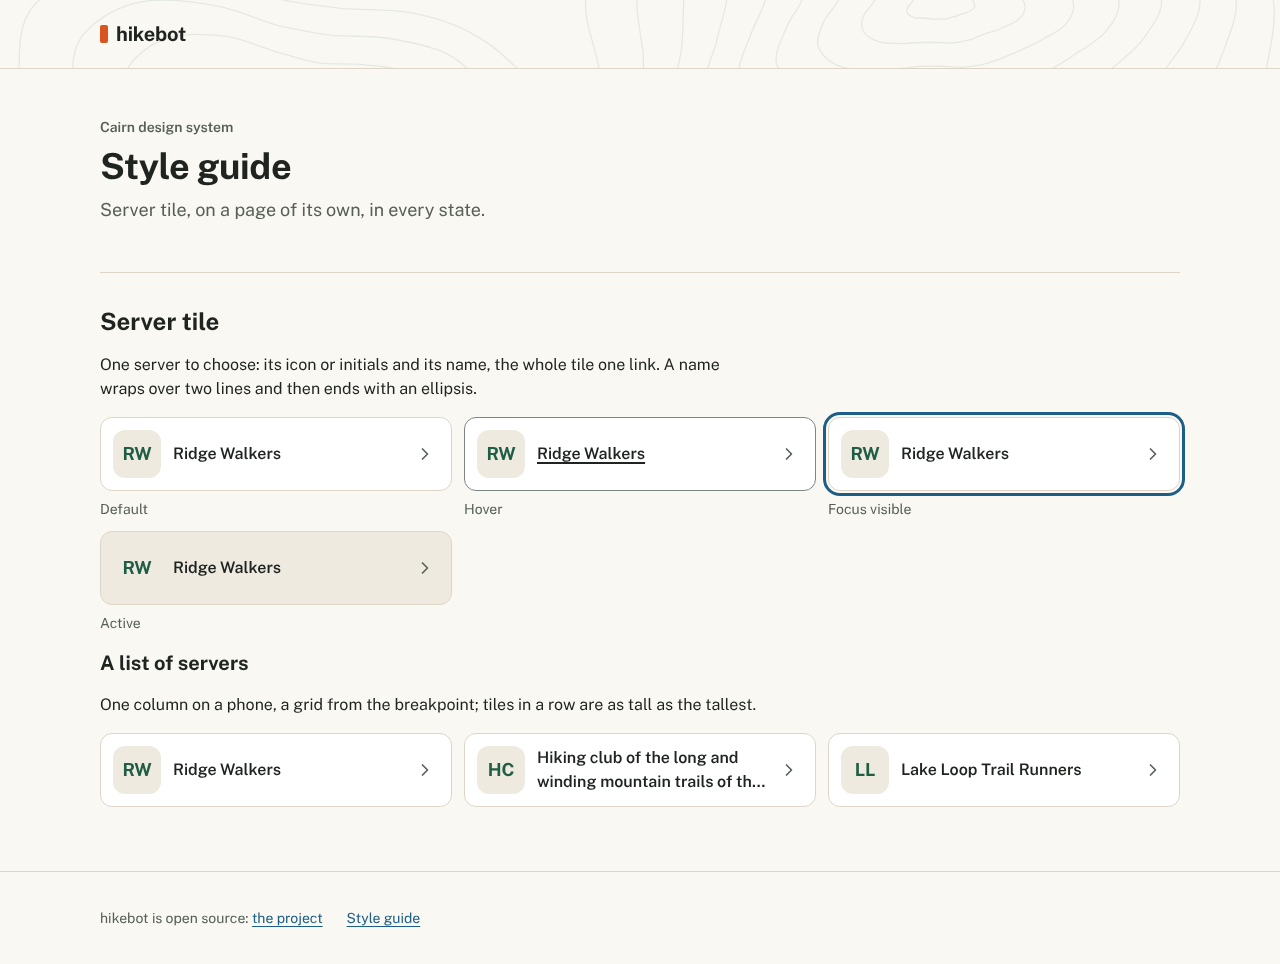 hikebot
Cairn design system
Style guide
Server tile, on a page of its own, in every state.
Server tile
One server to choose: its icon or initials and its name, the whole tile one link. A name
wraps over two lines and then ends with an ellipsis.
RW Ridge Walkers
RW Ridge Walkers
RW Ridge Walkers
Default
Hover
Focus visible
RW Ridge Walkers
Active
A list of servers
One column on a phone, a grid from the breakpoint; tiles in a row are as tall as the tallest.
RW Ridge Walkers
HC Hiking club of the long and
winding mountain trails of th…
LL Lake Loop Trail Runners
hikebot is open source: the project Style guide